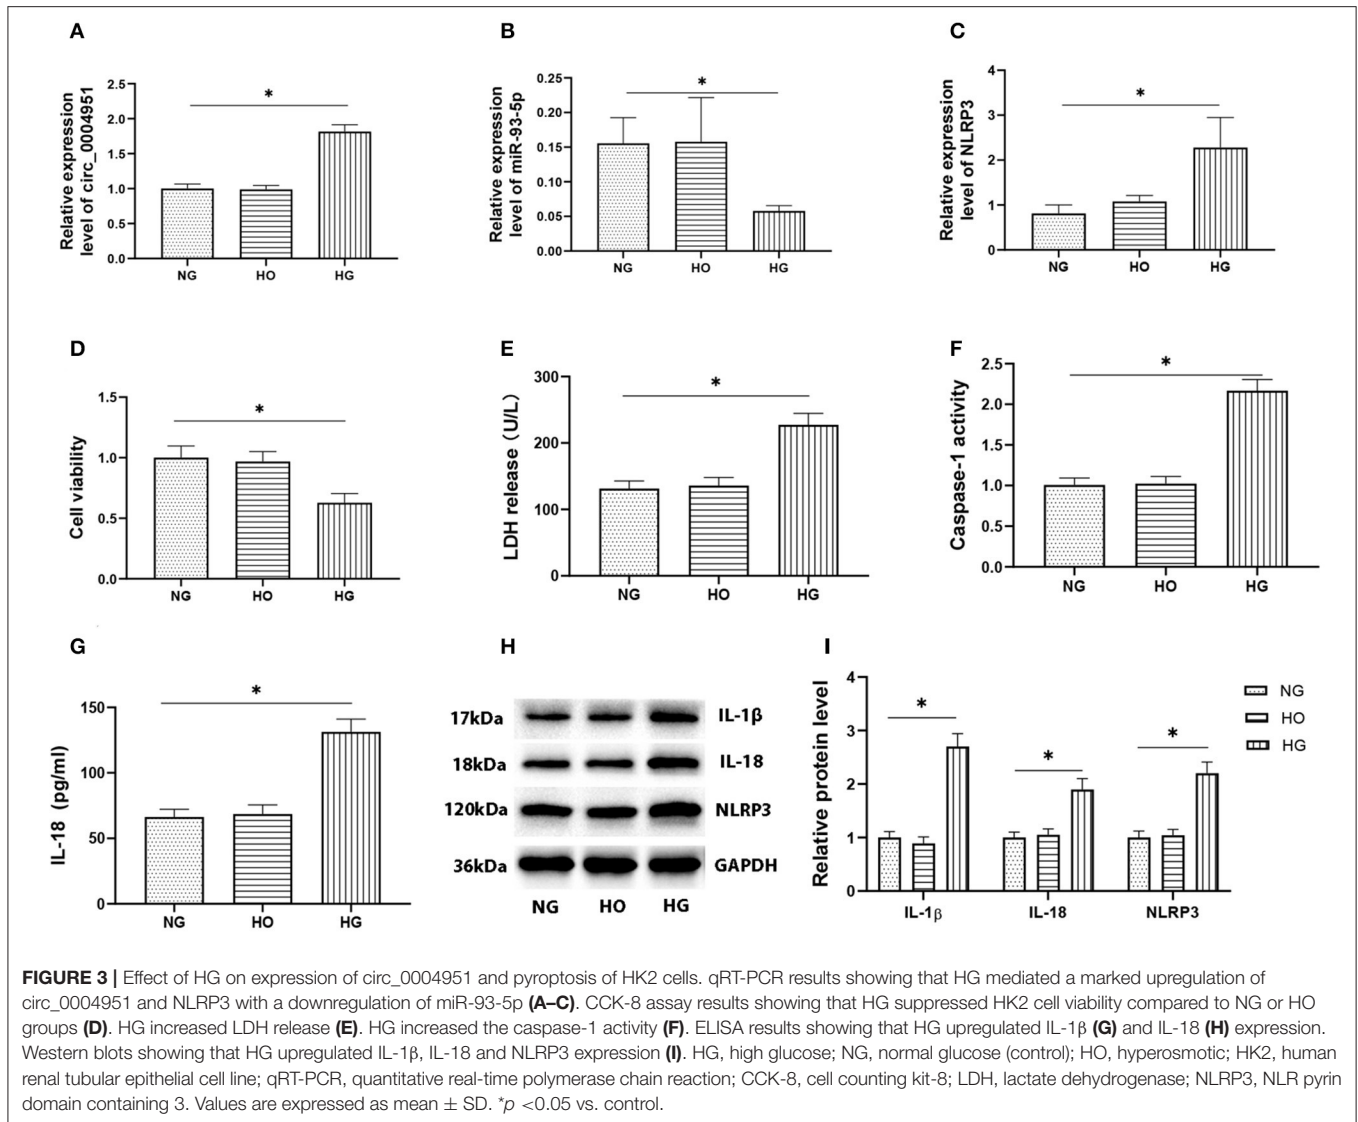 A
Relative expression
level of circ_0004951
2.5
2.0
1.5
1.0
0.5
0.0
*
NG HO HG
B
Relative expression
level of miR-93-5p
0.25
0.20
0.15
0.10
0.05
0.00
*
NG HO HG
C
Relative expression
level of NLRP3
4
3
2
1
0
*
NG HO HG
D
Cell viability
1.5
1.0
0.5
0.0
*
NG HO HG
E
LDH release (U/L)
300
200
100
0
*
NG HO HG
F
Caspase-1 activity
2.5
2.0
1.5
1.0
0.5
0.0
*
NG HO HG
G
IL-18 (pg/ml)
150
100
50
0
*
NG HO HG
H
17kDa IL-1β
18kDa IL-18
120kDa NLRP3
36kDa GAPDH
NG HO HG
I
Relative protein level
4
3
2
1
0
* * *
IL-1β IL-18 NLRP3
NG
HO
HG
FIGURE 3 | Effect of HG on expression of circ_0004951 and pyroptosis of HK2 cells. qRT-PCR results showing that HG mediated a marked upregulation of
circ_0004951 and NLRP3 with a downregulation of miR-93-5p (A–C). CCK-8 assay results showing that HG suppressed HK2 cell viability compared to NG or HO
groups (D). HG increased LDH release (E). HG increased the caspase-1 activity (F). ELISA results showing that HG upregulated IL-1β (G) and IL-18 (H) expression.
Western blots showing that HG upregulated IL-1β, IL-18 and NLRP3 expression (I). HG, high glucose; NG, normal glucose (control); HO, hyperosmotic; HK2, human
renal tubular epithelial cell line; qRT-PCR, quantitative real-time polymerase chain reaction; CCK-8, cell counting kit-8; LDH, lactate dehydrogenase; NLRP3, NLR pyrin
domain containing 3. Values are expressed as mean ± SD. *p <0.05 vs. control.